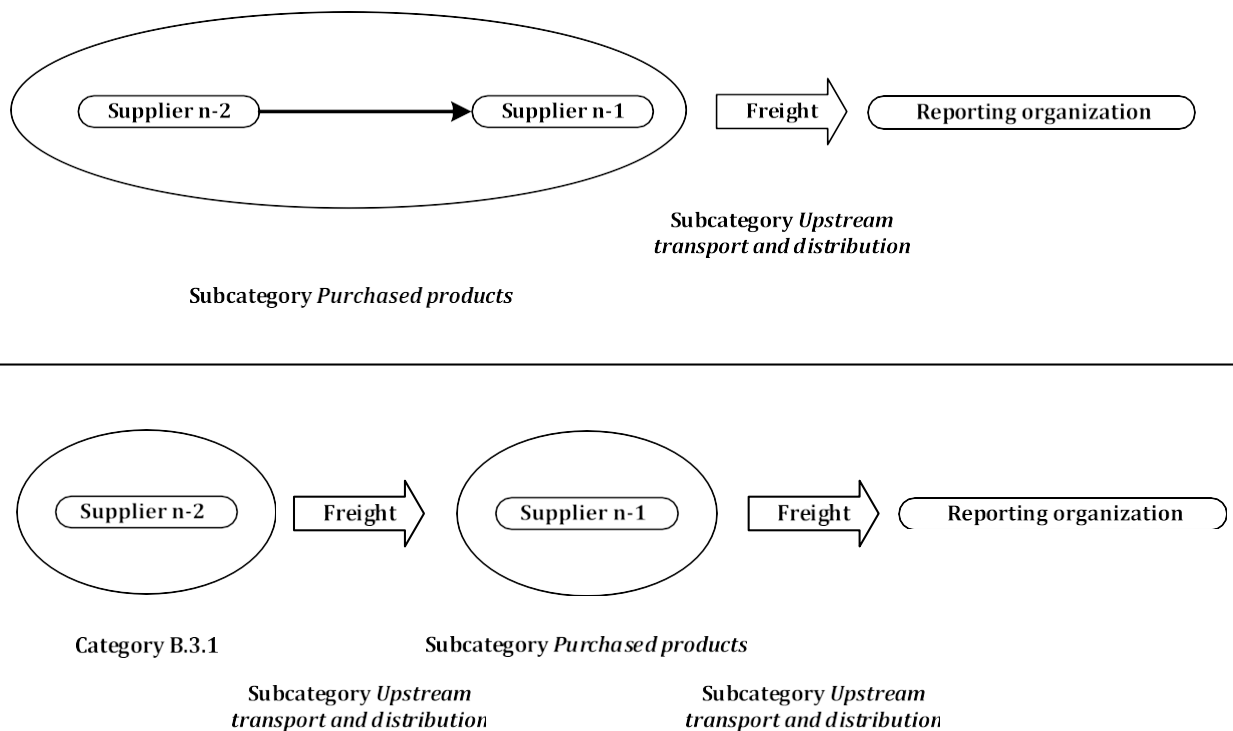 Supplier n-2
Supplier n-1
Freight
Reporting organization
Subcategory Upstream
transport and distribution
Subcategory Purchased products
Supplier n-2
Freight
Supplier n-1
Freight
Reporting organization
Category B.3.1
Subcategory Purchased products
Subcategory Upstream
transport and distribution
Subcategory Upstream
transport and distribution